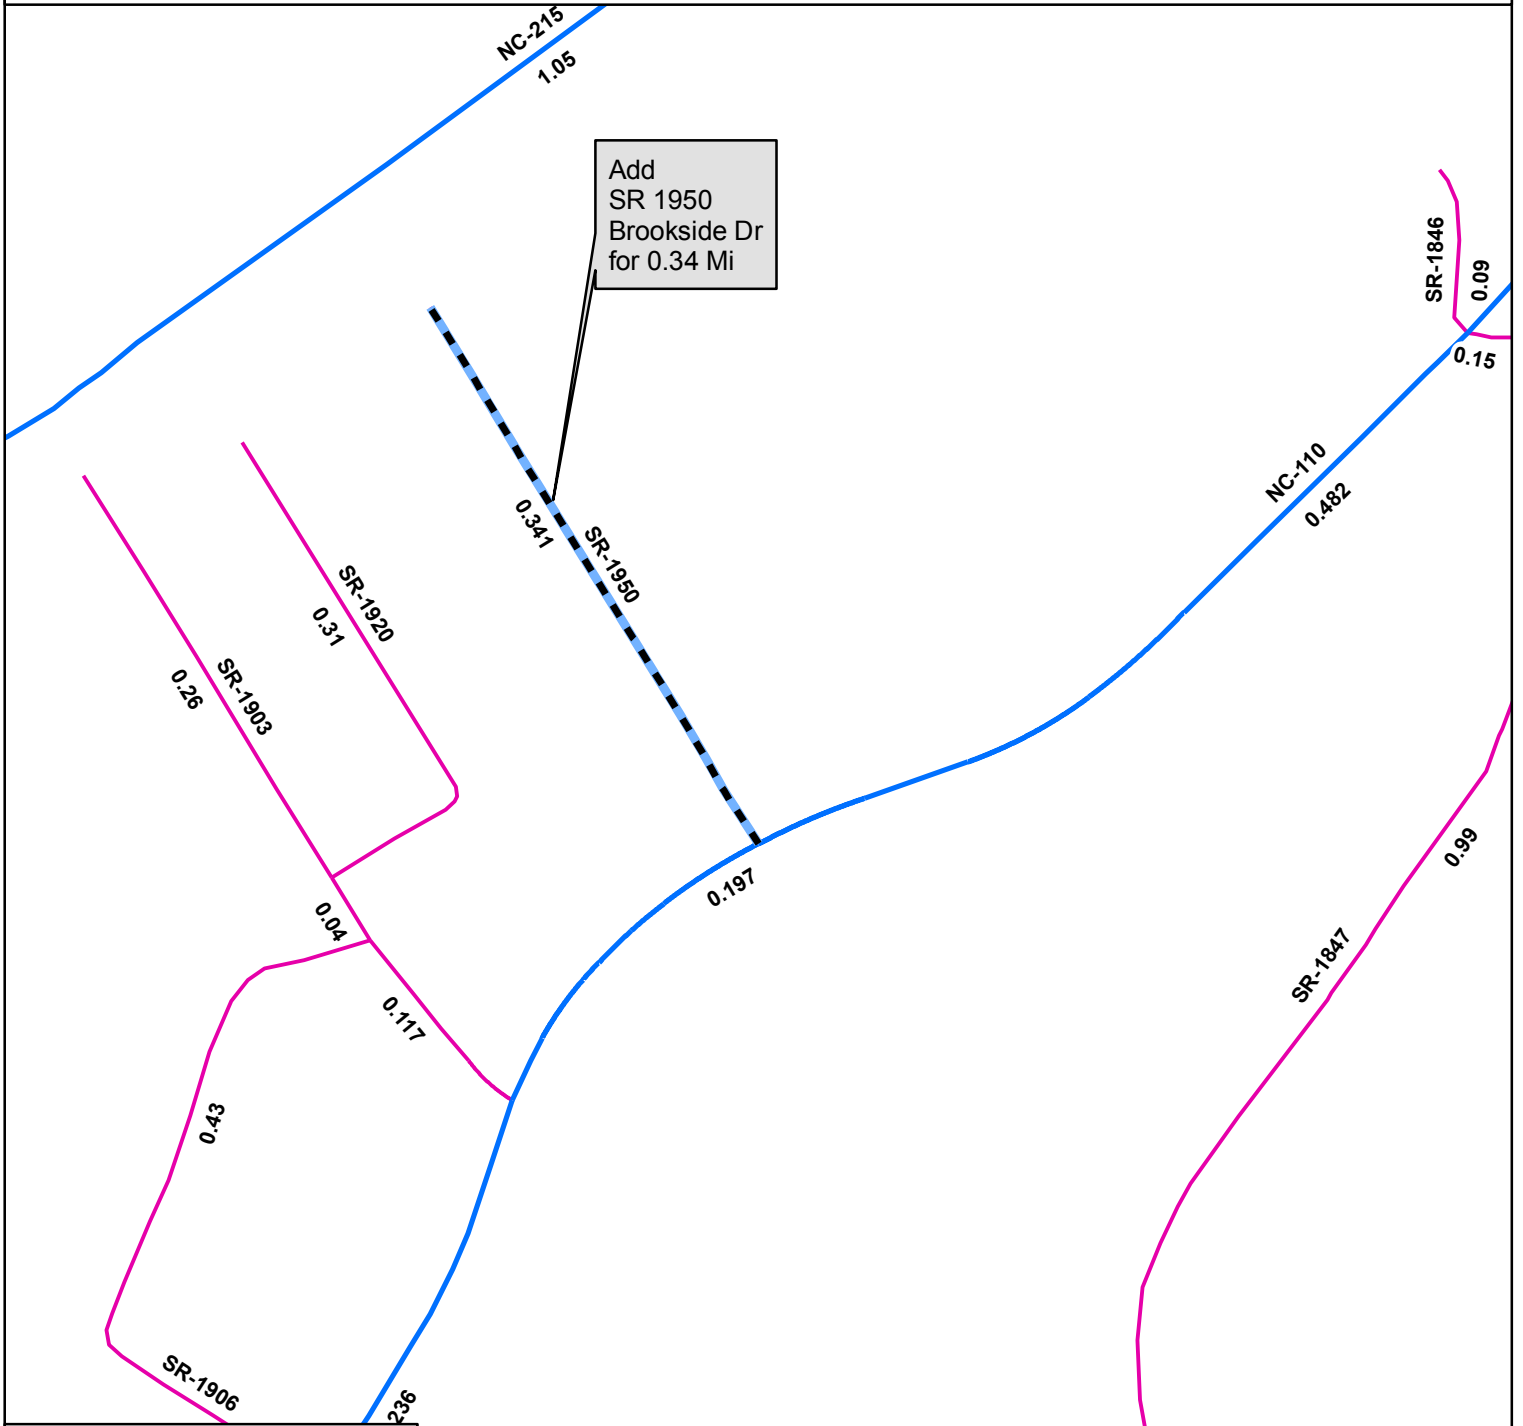 NC-215
1.05
Add
SR 1950
Brookside Dr
for 0.34 Mi
SR-1846
0.09
0.15
NC-110
0.482
0.341
SR-1950
SR-1920
0.31
SR-1903
0.26
0.197
0.99
SR-1847
0.04
0.117
0.43
SR-1906
236